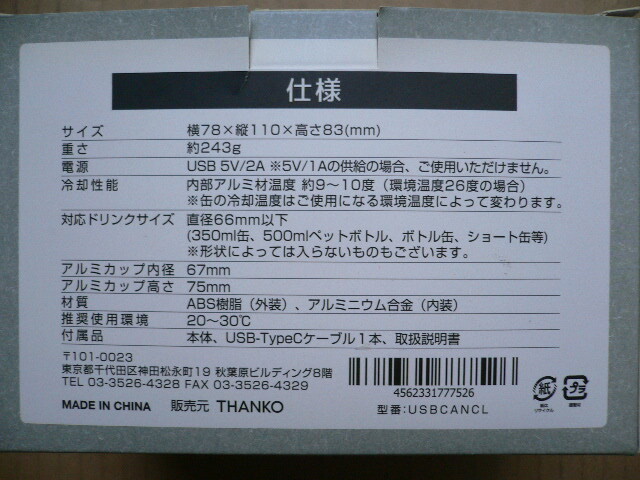 仕様
サイズ 横78×縦110×高さ83(mm)
重さ 約243g
電源 USB 5V/2A ※5V/1Aの供給の場合、ご使用いただけません。
冷却性能 内部アルミ材温度 約9〜10度（環境温度26度の場合）
※缶の冷却温度はご使用になる環境温度によって変わります。
対応ドリンクサイズ 直径66mm以下
(350ml缶、500mlペットボトル、ボトル缶、ショート缶等)
※形状によっては入らないものもございます。
アルミカップ内径 67mm
アルミカップ高さ 75mm
材質 ABS樹脂（外装）、アルミニウム合金（内装）
推奨使用環境 20〜30℃
付属品 本体、USB-TypeCケーブル1本、取扱説明書
〒101-0023
東京都千代田区神田松永町19 秋葉原ビルディング8階
TEL 03-3526-4328 FAX 03-3526-4329
4562331777526
MADE IN CHINA 販売元 THANKO 型番:USBCANCL
紙 プラ